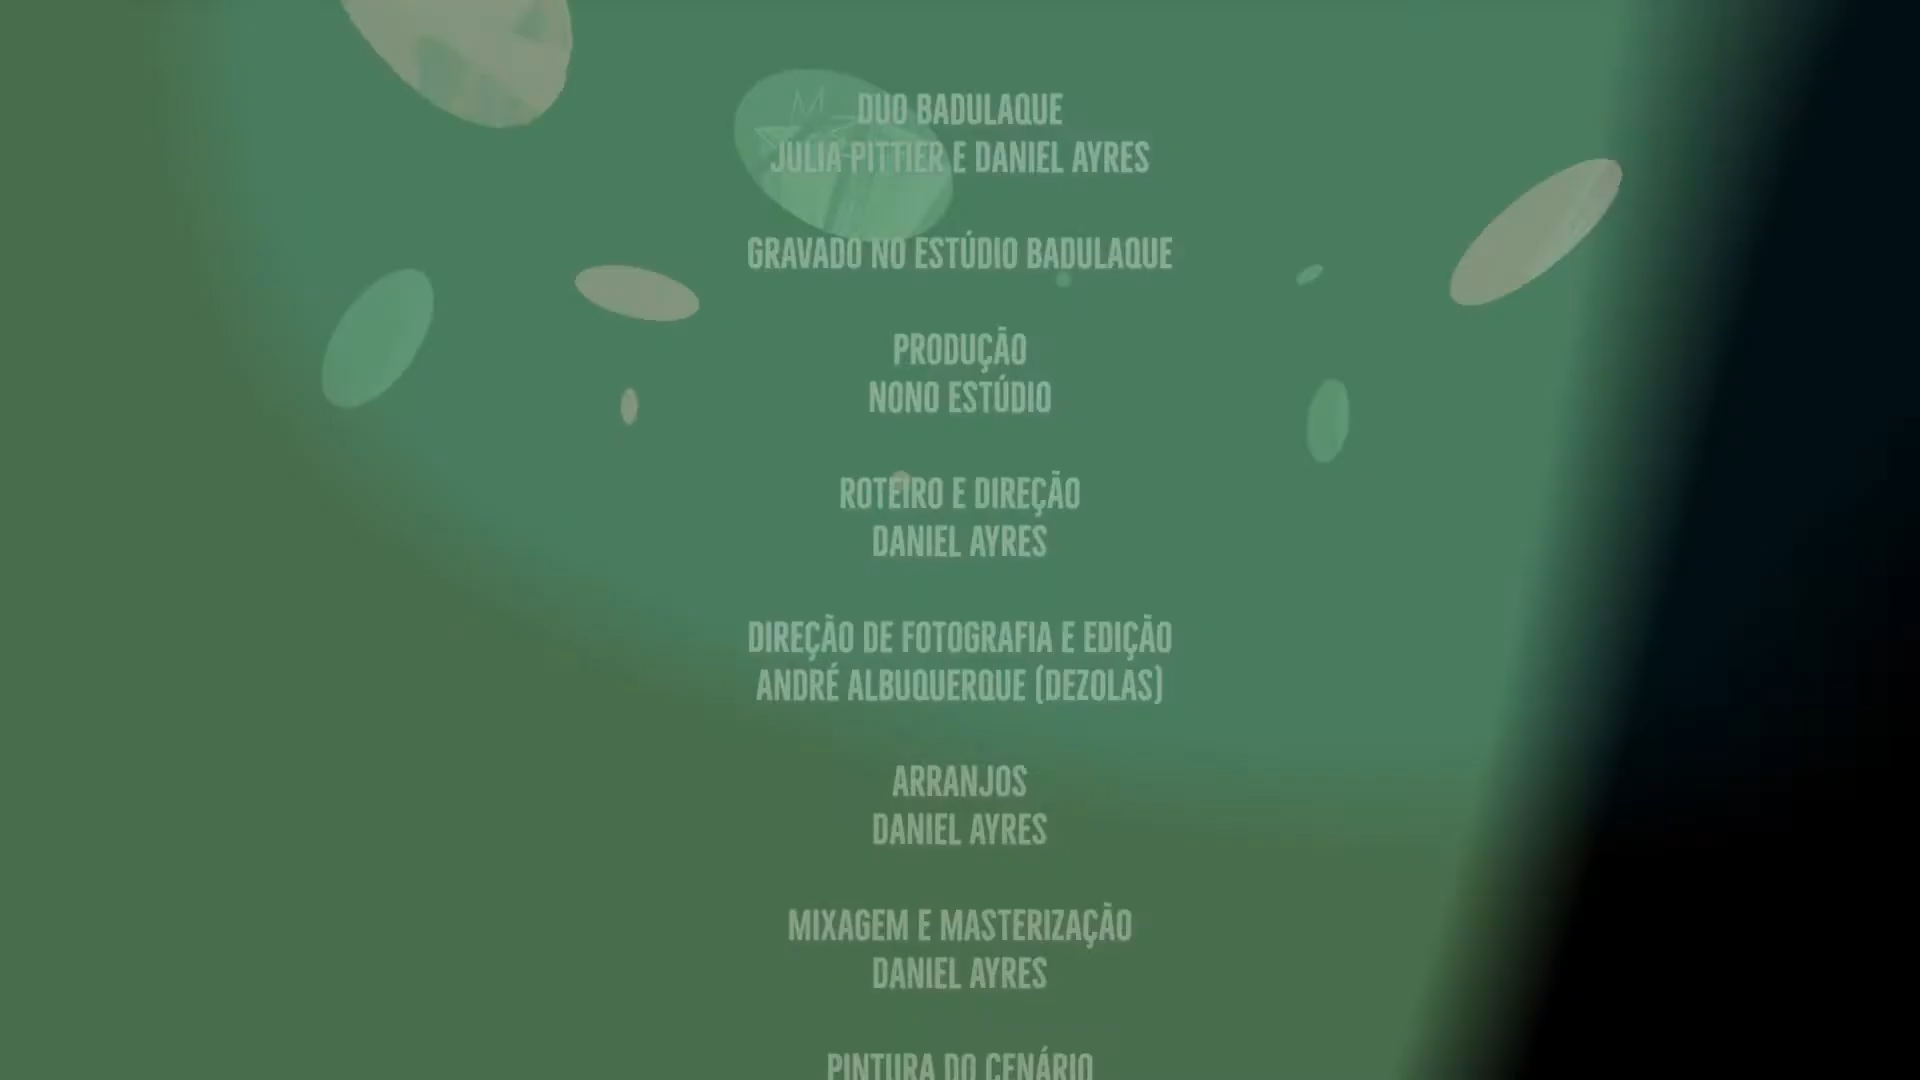 DUO BADULAQUE
JULIA PITTIER E DANIEL AYRES
GRAVADO NO ESTÚDIO BADULAQUE
PRODUÇÃO
NONO ESTÚDIO
ROTEIRO E DIREÇÃO
DANIEL AYRES
DIREÇÃO DE FOTOGRAFIA E EDIÇÃO
ANDRÉ ALBUQUERQUE (DEZOLAS)
ARRANJOS
DANIEL AYRES
MIXAGEM E MASTERIZAÇÃO
DANIEL AYRES
PINTURA DO CENÁRIO